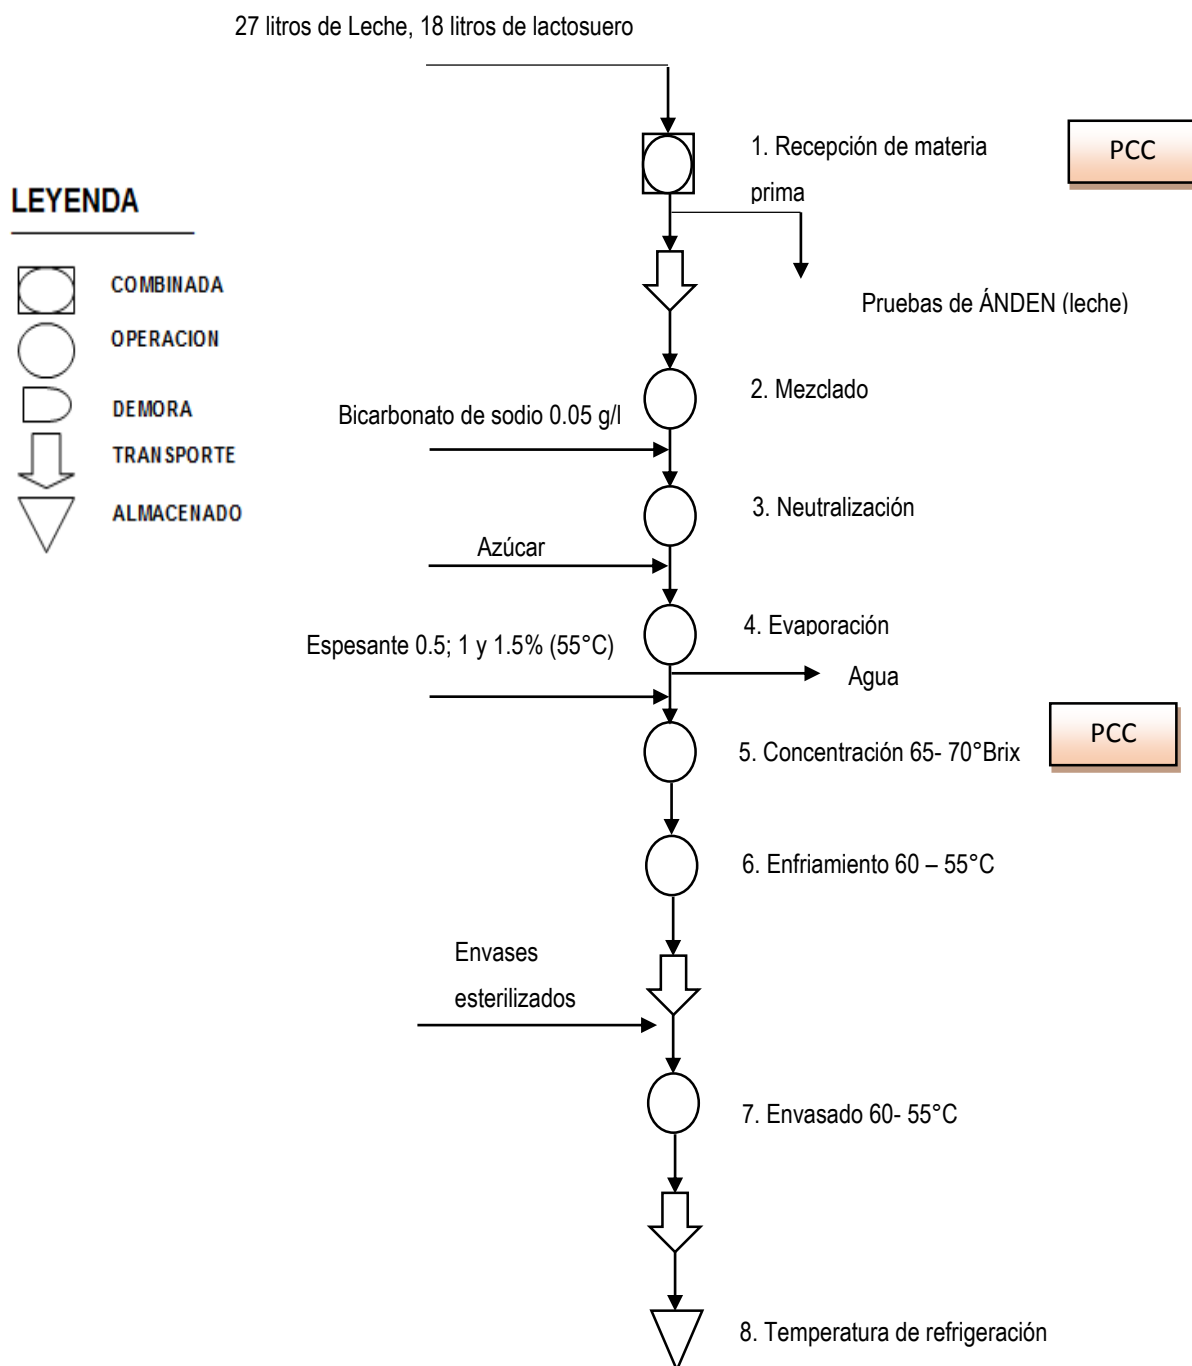 27 litros de Leche, 18 litros de lactosuero
1. Recepción de materia
prima
PCC
LEYENDA
COMBINADA
OPERACION
DEMORA
TRANSPORTE
ALMACENADO
Pruebas de ÁNDEN (leche)
2. Mezclado
Bicarbonato de sodio 0.05 g/l
3. Neutralización
Azúcar
4. Evaporación
Espesante 0.5; 1 y 1.5% (55°C)
Agua
5. Concentración 65- 70°Brix
PCC
6. Enfriamiento 60 – 55°C
Envases
esterilizados
7. Envasado 60- 55°C
8. Temperatura de refrigeración